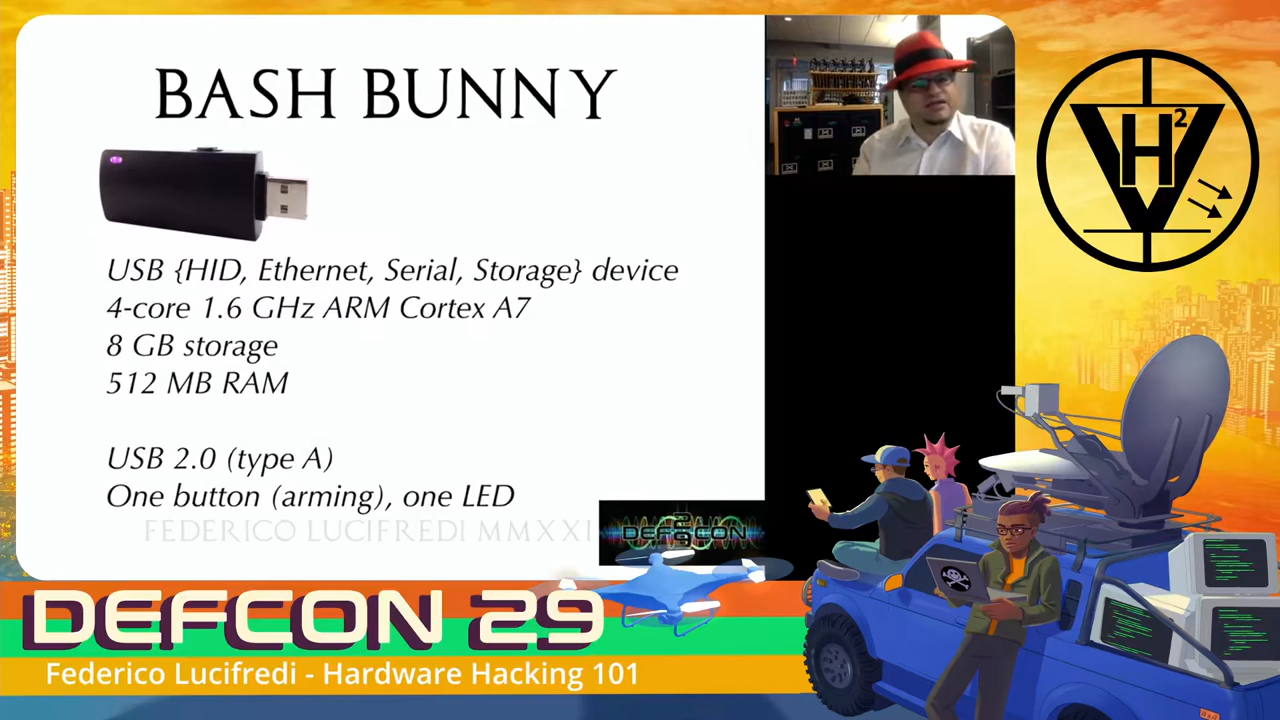 BASH BUNNY
USB {HID, Ethernet, Serial, Storage} device
4-core 1.6 GHz ARM Cortex A7
8 GB storage
512 MB RAM
USB 2.0 (type A)
One button (arming), one LED
FEDERICO LUCIFREDI MMXXI
DEFCON
H2V
DEFCON 29
Federico Lucifredi - Hardware Hacking 101